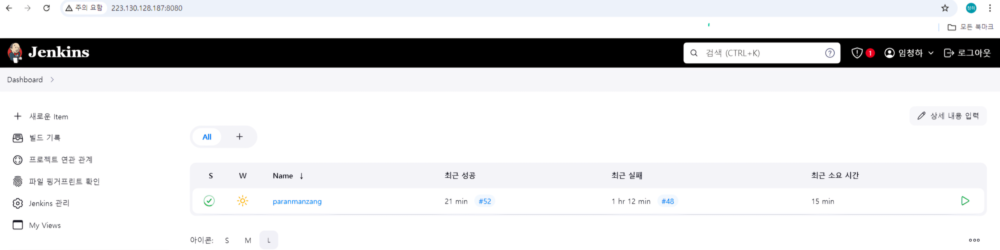 주의 요함 223.130.128.187:8080 청하
모든 북마크
Jenkins 검색 (CTRL+K) ? 1 임청하 로그아웃
Dashboard
새로운 Item
상세 내용 입력
빌드 기록
All +
프로젝트 연관 관계
파일 핑거프린트 확인
Jenkins 관리
My Views
S W Name ↓ 최근 성공 최근 실패 최근 소요 시간
paranmanzang 21 min #52 1 hr 12 min #48 15 min
아이콘: S M L